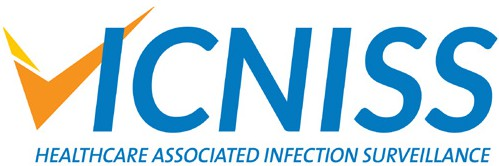 VICNISS
HEALTHCARE ASSOCIATED INFECTION SURVEILLANCE